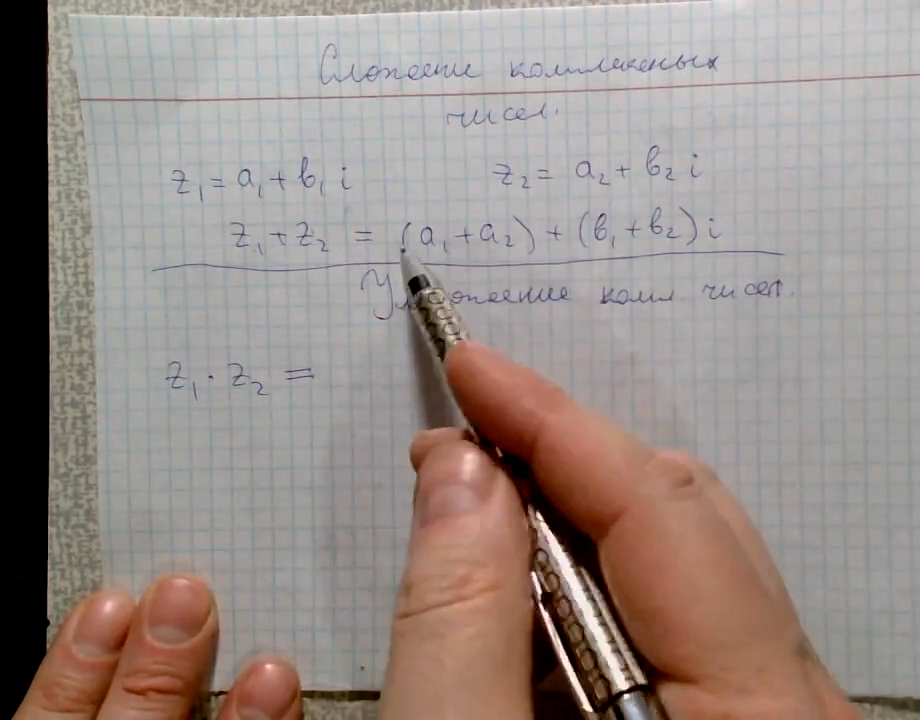 Сложение комплексных
чисел.
z₁ = a₁ + b₁ i z₂ = a₂ + b₂ i
z₁ + z₂ = (a₁ + a₂) + (b₁ + b₂) i
Умножение комп. чисел.
z₁ · z₂ =